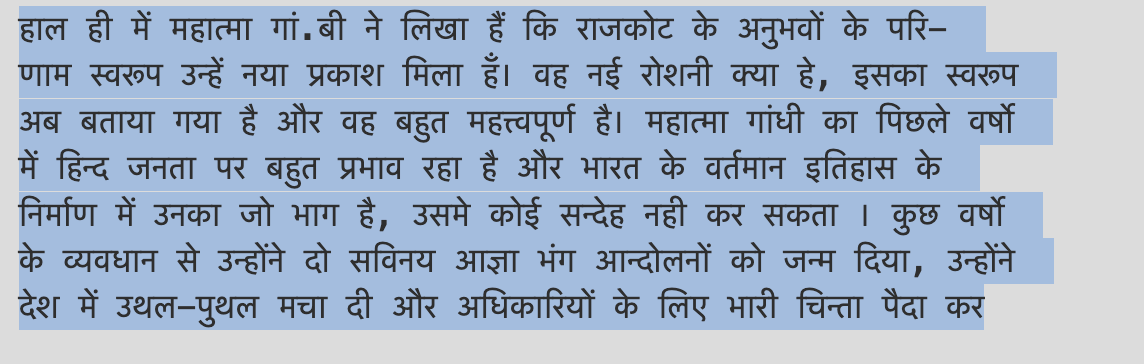 हाल ही में महात्मा गां.बी ने लिखा हैं कि राजकोट के अनुभवों के परि-
णाम स्वरूप उन्हें नया प्रकाश मिला हैँ। वह नई रोशनी क्या हे, इसका स्वरूप
अब बताया गया है और वह बहुत महत्त्वपूर्ण है। महात्मा गांधी का पिछले वर्षो
में हिन्द जनता पर बहुत प्रभाव रहा है और भारत के वर्तमान इतिहास के
निर्माण में उनका जो भाग है, उसमे कोई सन्देह नही कर सकता । कुछ वर्षो
के व्यवधान से उन्होंने दो सविनय आज्ञा भंग आन्दोलनों को जन्म दिया, उन्होंने
देश में उथल-पुथल मचा दी और अधिकारियों के लिए भारी चिन्ता पैदा कर